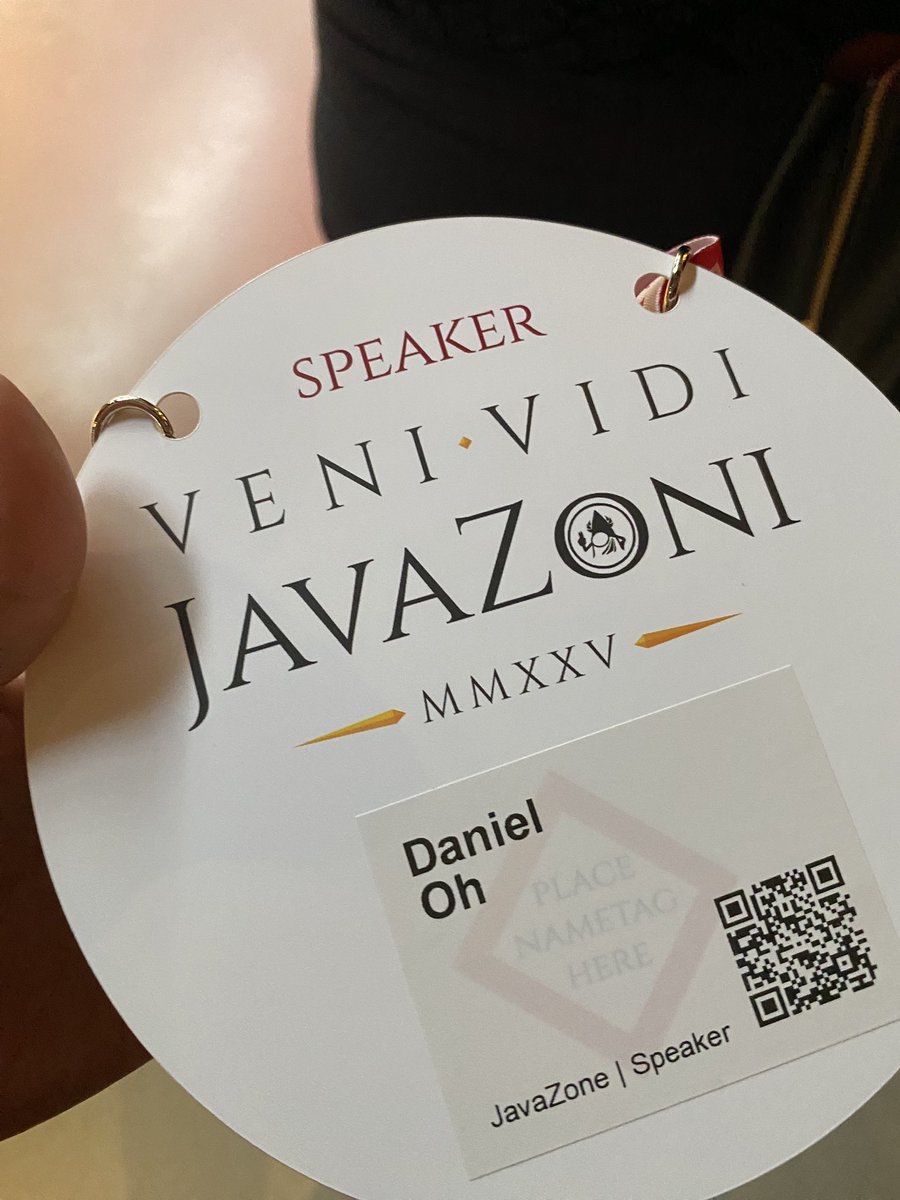 SPEAKER
VENI VIDI
JAVAZONI
MMXXV
Daniel
Oh
PLACE
NAMETAG
HERE
JavaZone | Speaker